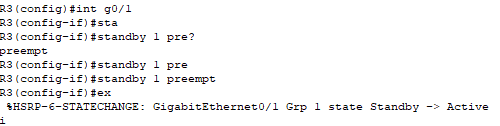 R3(config)#int g0/1
R3(config-if)#sta
R3(config-if)#standby 1 pre?
preempt
R3(config-if)#standby 1 pre
R3(config-if)#standby 1 preempt
R3(config-if)#ex
%HSRP-6-STATECHANGE: GigabitEthernet0/1 Grp 1 state Standby -> Active
i